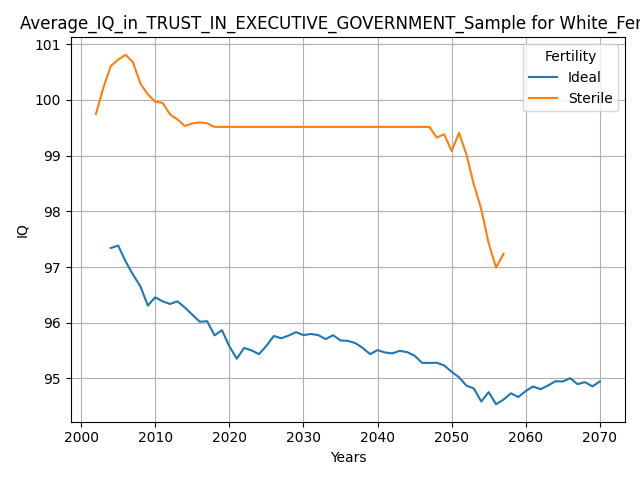 Average_IQ_in_TRUST_IN_EXECUTIVE_GOVERNMENT_Sample for White_Fer
Fertility
Ideal
Sterile
101
100
99
98
97
96
95
IQ
2000 2010 2020 2030 2040 2050 2060 2070
Years